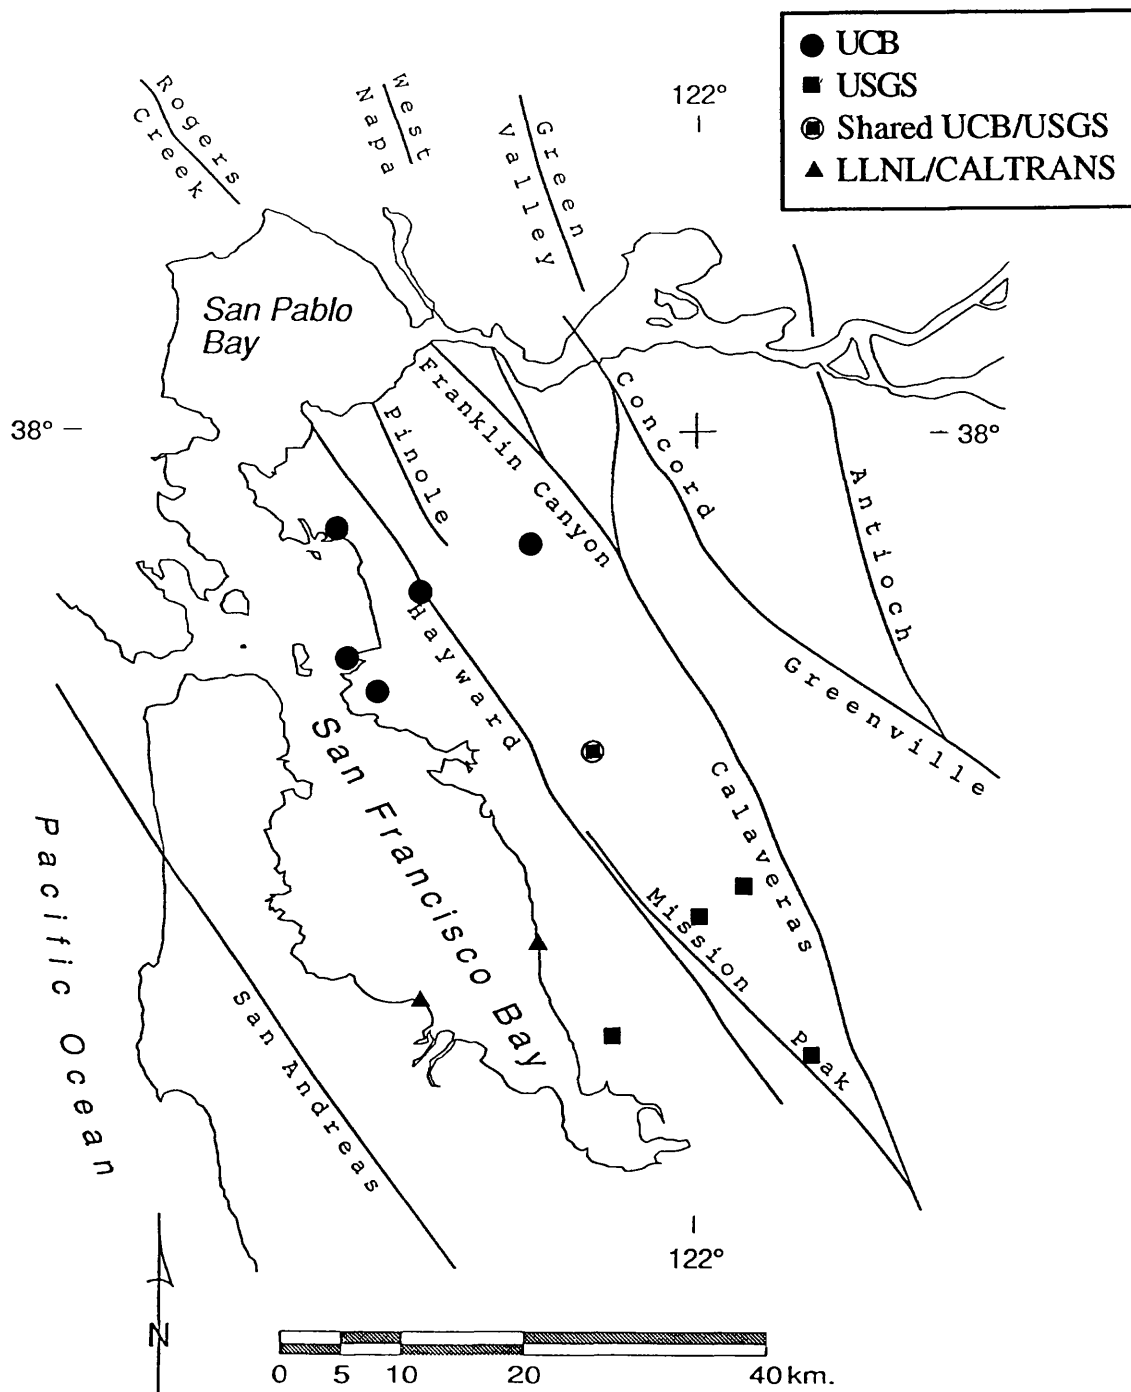 UCB
USGS
Shared UCB/USGS
LLNL/CALTRANS
122°
Rogers
Creek
West
Napa
Green
Valley
San Pablo
Bay
38°
38°
Franklin Canyon
Pinole
Concord
Antioch
Hayward
Greenville
San Francisco Bay
Calaveras
Mission Peak
Pacific Ocean
San Andreas
122°
N
0 5 10 20 40 km.